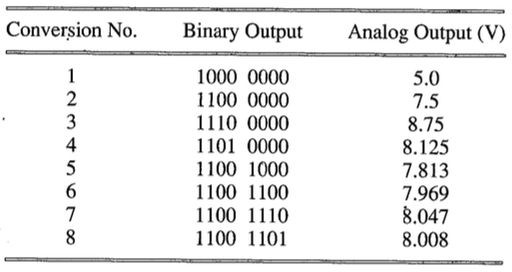 Conversion No. Binary Output Analog Output (V)
1 1000 0000 5.0
2 1100 0000 7.5
3 1110 0000 8.75
4 1101 0000 8.125
5 1100 1000 7.813
6 1100 1100 7.969
7 1100 1110 8.047
8 1100 1101 8.008